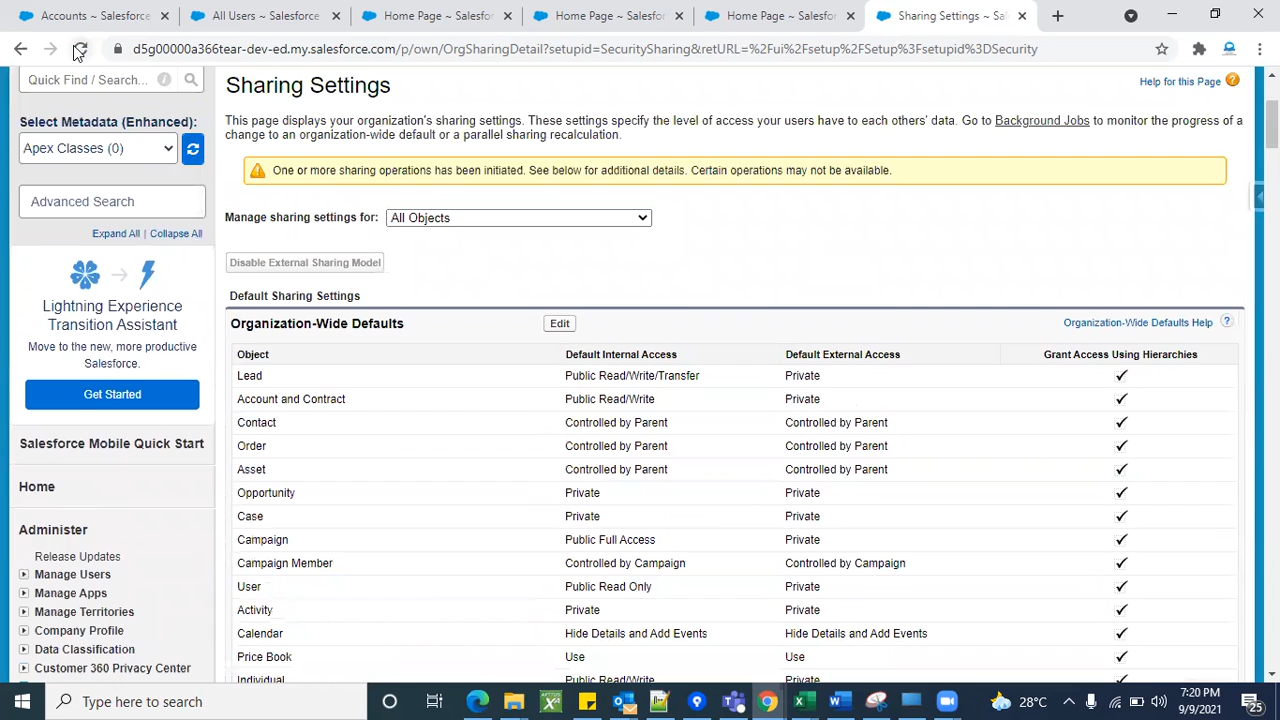 Accounts ~ Salesforce
All Users ~ Salesforce
Home Page ~ Salesfor
Home Page ~ Salesfor
Home Page ~ Salesfor
Sharing Settings ~ Sal
d5g00000a366tear-dev-ed.my.salesforce.com/p/own/OrgSharingDetail?setupid=SecuritySharing&retURL=%2Fui%2Fsetup%2FSetup%3Fsetupid%3DSecurity
Quick Find / Search...
Select Metadata (Enhanced):
Apex Classes (0)
Advanced Search
Expand All | Collapse All
Lightning Experience
Transition Assistant
Move to the new, more productive
Salesforce.
Get Started
Salesforce Mobile Quick Start
Home
Administer
Release Updates
Manage Users
Manage Apps
Manage Territories
Company Profile
Data Classification
Customer 360 Privacy Center
Sharing Settings
Help for this Page
This page displays your organization's sharing settings. These settings specify the level of access your users have to each others' data. Go to Background Jobs to monitor the progress of a
change to an organization-wide default or a parallel sharing recalculation.
One or more sharing operations has been initiated. See below for additional details. Certain operations may not be available.
Manage sharing settings for: All Objects
Disable External Sharing Model
Default Sharing Settings
Organization-Wide Defaults Edit Organization-Wide Defaults Help ?
Object Default Internal Access Default External Access Grant Access Using Hierarchies
Lead Public Read/Write/Transfer Private
Account and Contract Public Read/Write Private
Contact Controlled by Parent Controlled by Parent
Order Controlled by Parent Controlled by Parent
Asset Controlled by Parent Controlled by Parent
Opportunity Private Private
Case Private Private
Campaign Public Full Access Private
Campaign Member Controlled by Campaign Controlled by Campaign
User Public Read Only Private
Activity Private Private
Calendar Hide Details and Add Events Hide Details and Add Events
Price Book Use Use
Individual Public Read/Write Private
Type here to search
28°C
7:20 PM
9/9/2021
25